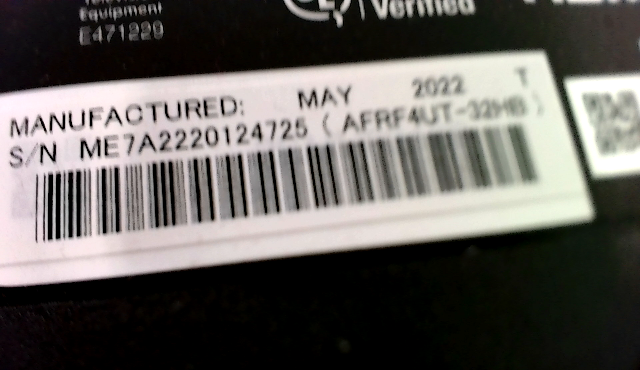 Equipment
E471229
Verified
MANUFACTURED: MAY 2022 T
S/N ME7A2220124725 ( AFRF4UT-32HB )